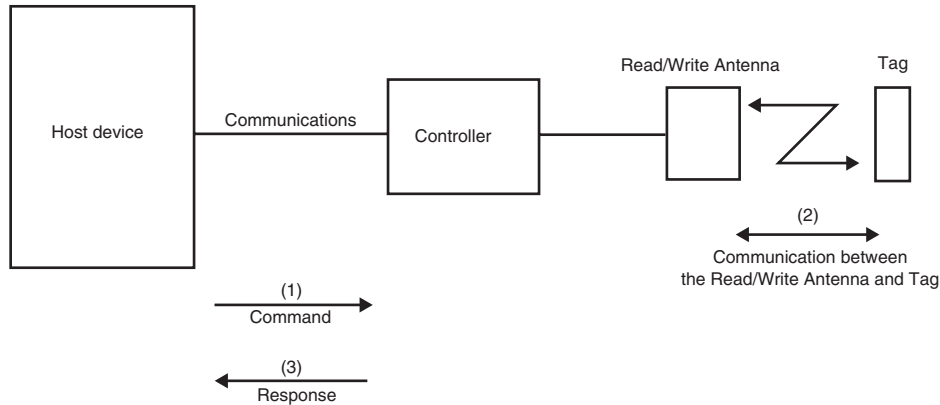 Read/Write Antenna
Tag
Host device
Communications
Controller
(2)
Communication between
the Read/Write Antenna and Tag
(1)
Command
(3)
Response